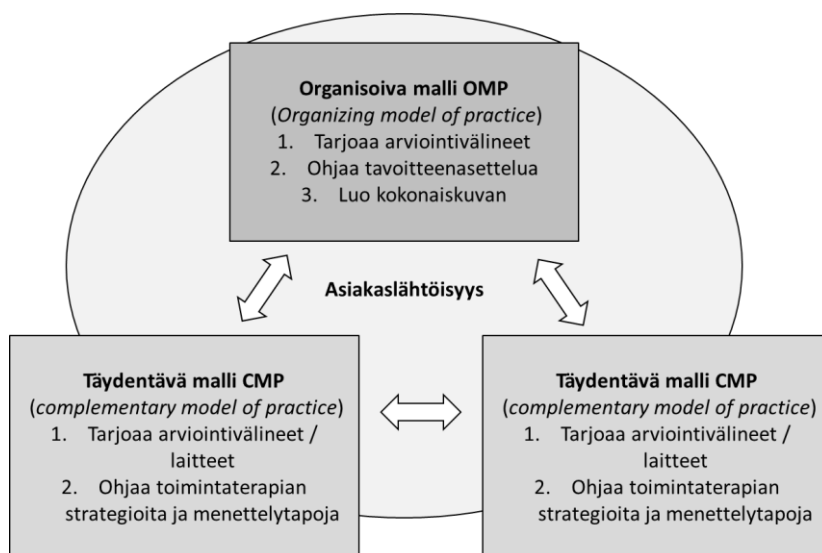 Organisoiva malli OMP
(Organizing model of practice)
1. Tarjoaa arviointivälineet
2. Ohjaa tavoitteenasettelua
3. Luo kokonaiskuvan
Asiakaslähtöisyys
Täydentävä malli CMP
(complementary model of practice)
1. Tarjoaa arviointivälineet /
laitteet
2. Ohjaa toimintaterapian
strategioita ja menettelytapoja
Täydentävä malli CMP
(complementary model of practice)
1. Tarjoaa arviointivälineet /
laitteet
2. Ohjaa toimintaterapian
strategioita ja menettelytapoja